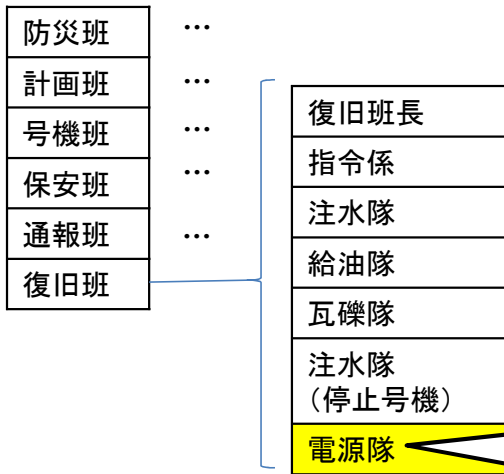 防災班
…
計画班
…
号機班
…
保安班
…
通報班
…
復旧班
復旧班長
指令係
注水隊
給油隊
瓦礫隊
注水隊
（停止号機）
電源隊